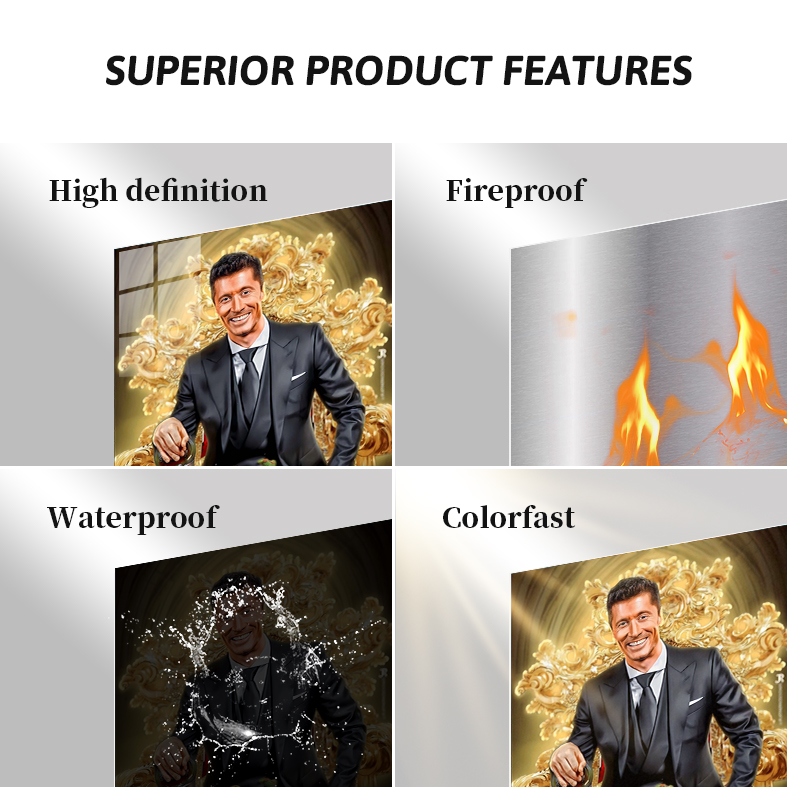 SUPERIOR PRODUCT FEATURES
High definition
Fireproof
Waterproof
Colorfast